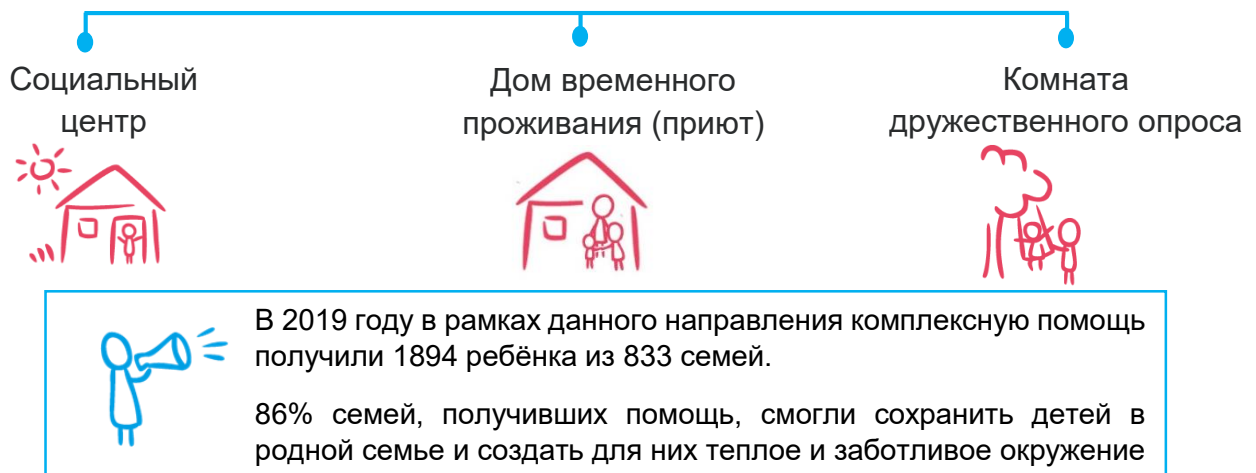 Социальный
центр
Дом временного
проживания (приют)
Комната
дружественного опроса
В 2019 году в рамках данного направления комплексную помощь
получили 1894 ребёнка из 833 семей.
86% семей, получивших помощь, смогли сохранить детей в
родной семье и создать для них теплое и заботливое окружение